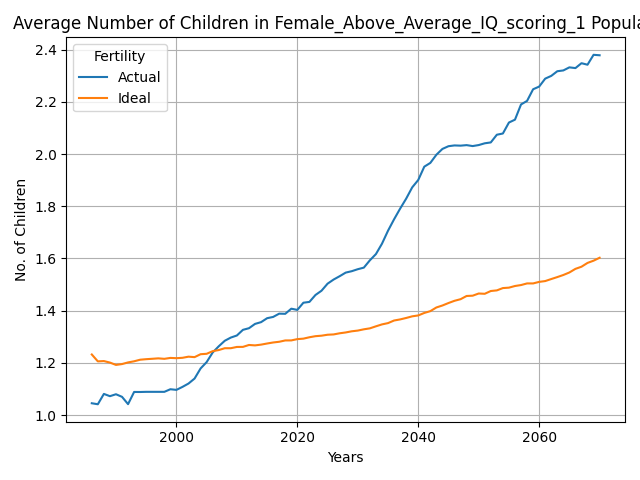 Average Number of Children in Female_Above_Average_IQ_scoring_1 Popula
Fertility
Actual
Ideal
2.4
2.2
2.0
1.8
1.6
1.4
1.2
1.0
No. of Children
2000
2020
2040
2060
Years